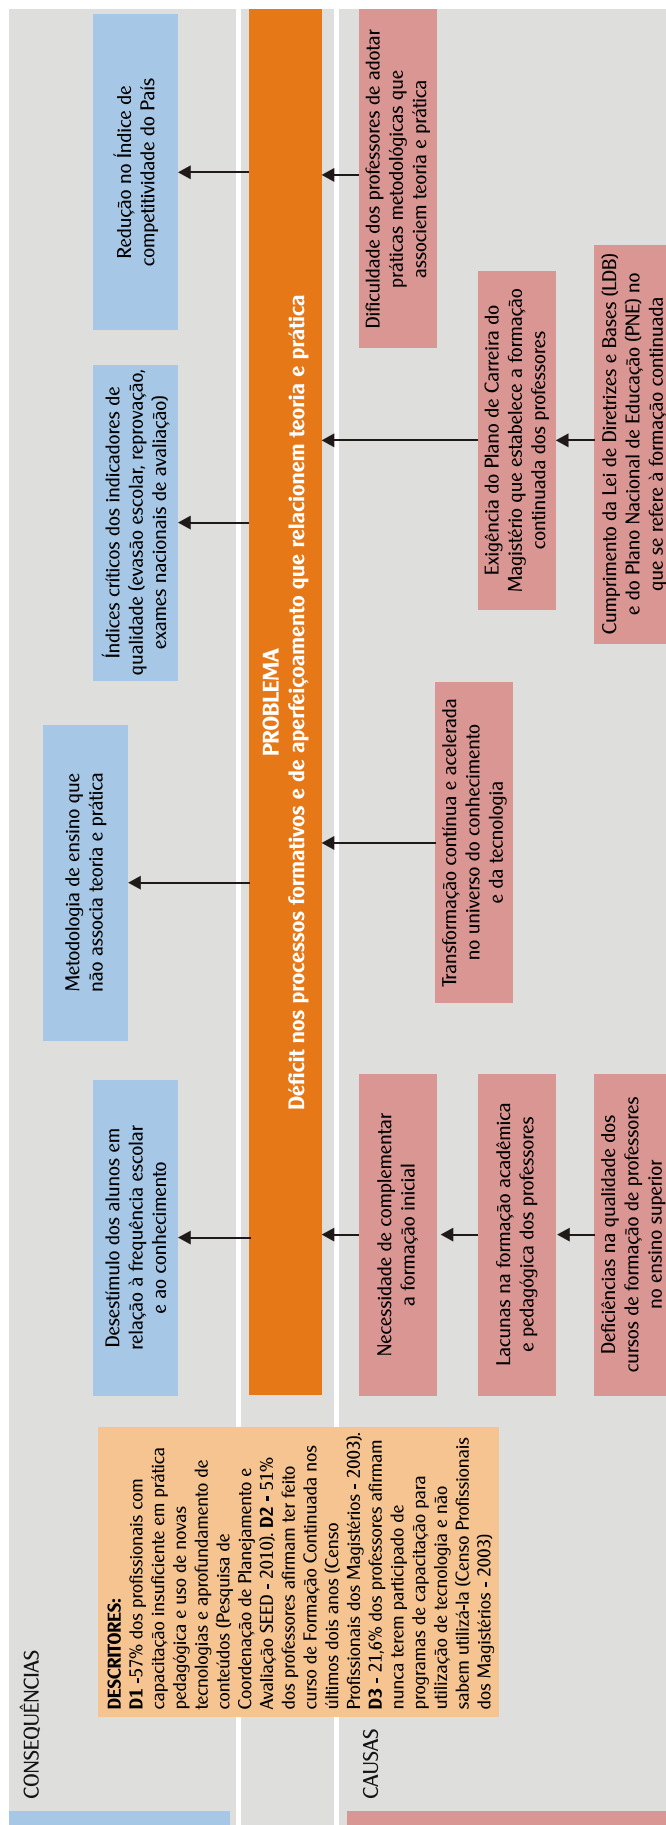 CONSEQUÊNCIAS
Desestímulo dos alunos em
relação à frequência escolar
e ao conhecimento
Metodologia de ensino que
não associa teoria e prática
Índices críticos dos indicadores de
qualidade (evasão escolar, reprovação,
exames nacionais de avaliação)
Redução no Índice de
competitividade do País
DESCRITORES:
D1 -57% dos profissionais com
capacitação insuficiente em prática
pedagógica e uso de novas
tecnologias e aprofundamento de
conteúdos (Pesquisa de
Coordenação de Planejamento e
Avaliação SEED - 2010). D2 - 51%
dos professores afirmam ter feito
curso de Formação Continuada nos
últimos dois anos (Censo
Profissionais dos Magistérios - 2003).
D3 - 21,6% dos professores afirmam
nunca terem participado de
programas de capacitação para
utilização de tecnologia e não
sabem utilizá-la (Censo Profissionais
dos Magistérios - 2003)
PROBLEMA
Déficit nos processos formativos e de aperfeiçoamento que relacionem teoria e prática
CAUSAS
Necessidade de complementar
a formação inicial
Lacunas na formação acadêmica
e pedagógica dos professores
Deficiências na qualidade dos
cursos de formação de professores
no ensino superior
Transformação contínua e acelerada
no universo do conhecimento
e da tecnologia
Exigência do Plano de Carreira do
Magistério que estabelece a formação
continuada dos professores
Cumprimento da Lei de Diretrizes e Bases (LDB)
e do Plano Nacional de Educação (PNE) no
que se refere à formação continuada
Dificuldade dos professores de adotar
práticas metodológicas que
associem teoria e prática